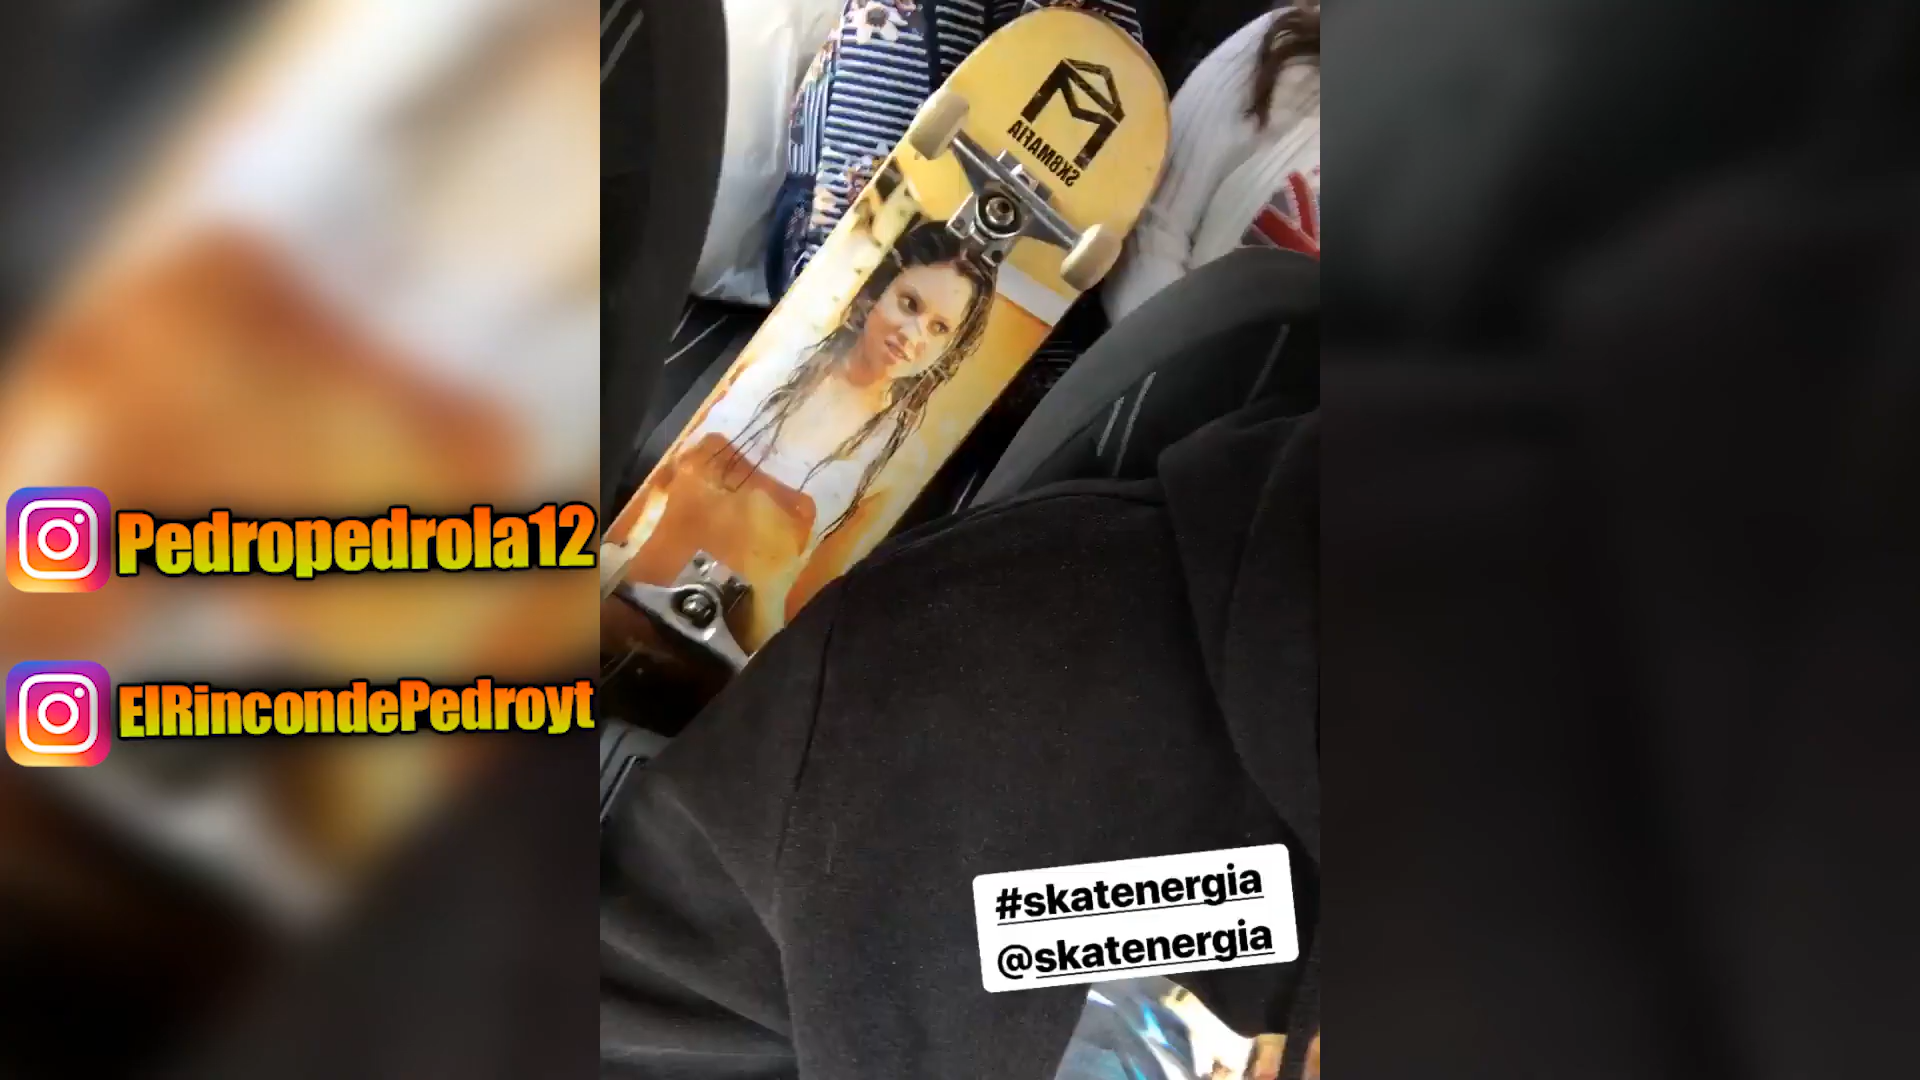 SK8MAFIA
Pedropedrola12
ElRincondePedroyt
#skatenergia
@skatenergia